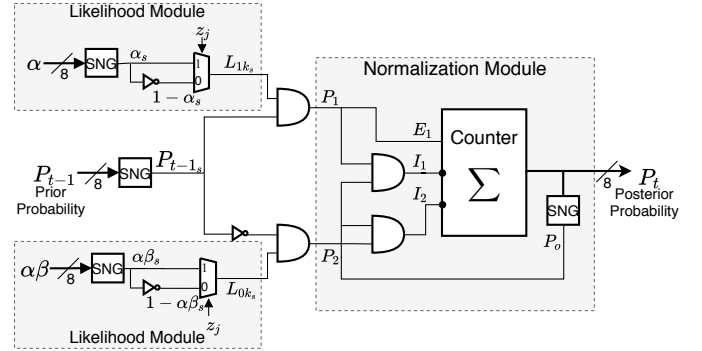 Likelihood Module
α
8
SNG
α_s
1 − α_s
z_j
1
0
L_{1k_s}
P_{t−1}
Prior
Probability
8
SNG
P_{t−1_s}
αβ
8
SNG
αβ_s
1 − αβ_s
1
0
z_j
L_{0k_s}
Likelihood Module
Normalization Module
P_1
P_2
E_1
I_1
I_2
Counter
Σ
8
P_t
Posterior
Probability
SNG
P_o